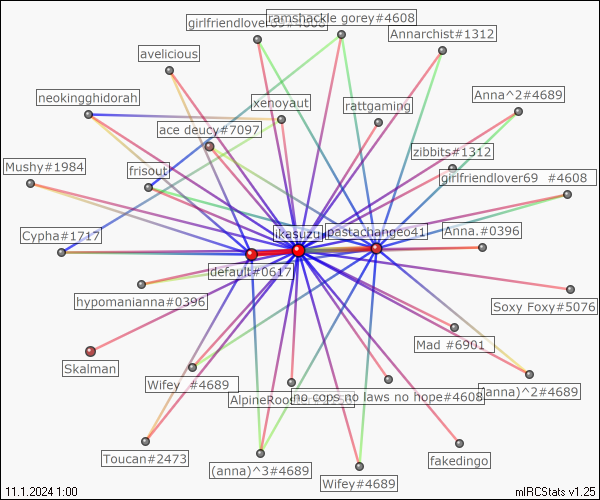 girlfriendlover69#4608
ramshackle gorey#4608
Annarchist#1312
avelicious
neokingghidorah
xenoyaut
rattgaming
Anna^2#4689
ace deucy#7097
zibbits#1312
Mushy#1984
frisout
girlfriendlover69 #4608
Cypha#1717
ikasuzu
pastachangeo41
Anna.#0396
default#0617
hypomanianna#0396
Soxy Foxy#5076
Mad #6901
Skalman
Wifey #4689
no cops no laws no hope#4608
(anna)^2#4689
Toucan#2473
(anna)^3#4689
Wifey#4689
fakedingo
11.1.2024 1:00
mIRCStats v1.25